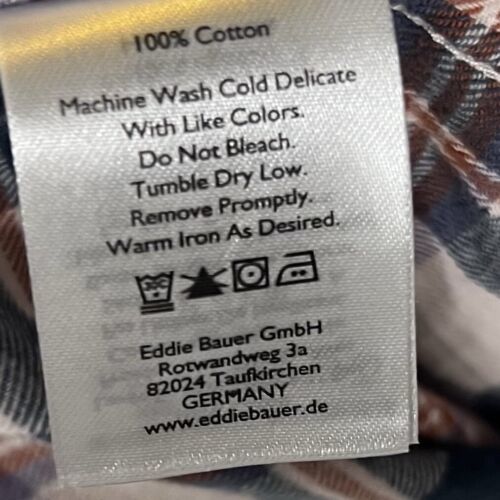 100% Cotton
Machine Wash Cold Delicate
With Like Colors.
Do Not Bleach.
Tumble Dry Low.
Remove Promptly.
Warm Iron As Desired.
30C
Eddie Bauer GmbH
Rotwandweg 3a
82024 Taufkirchen
GERMANY
www.eddiebauer.de